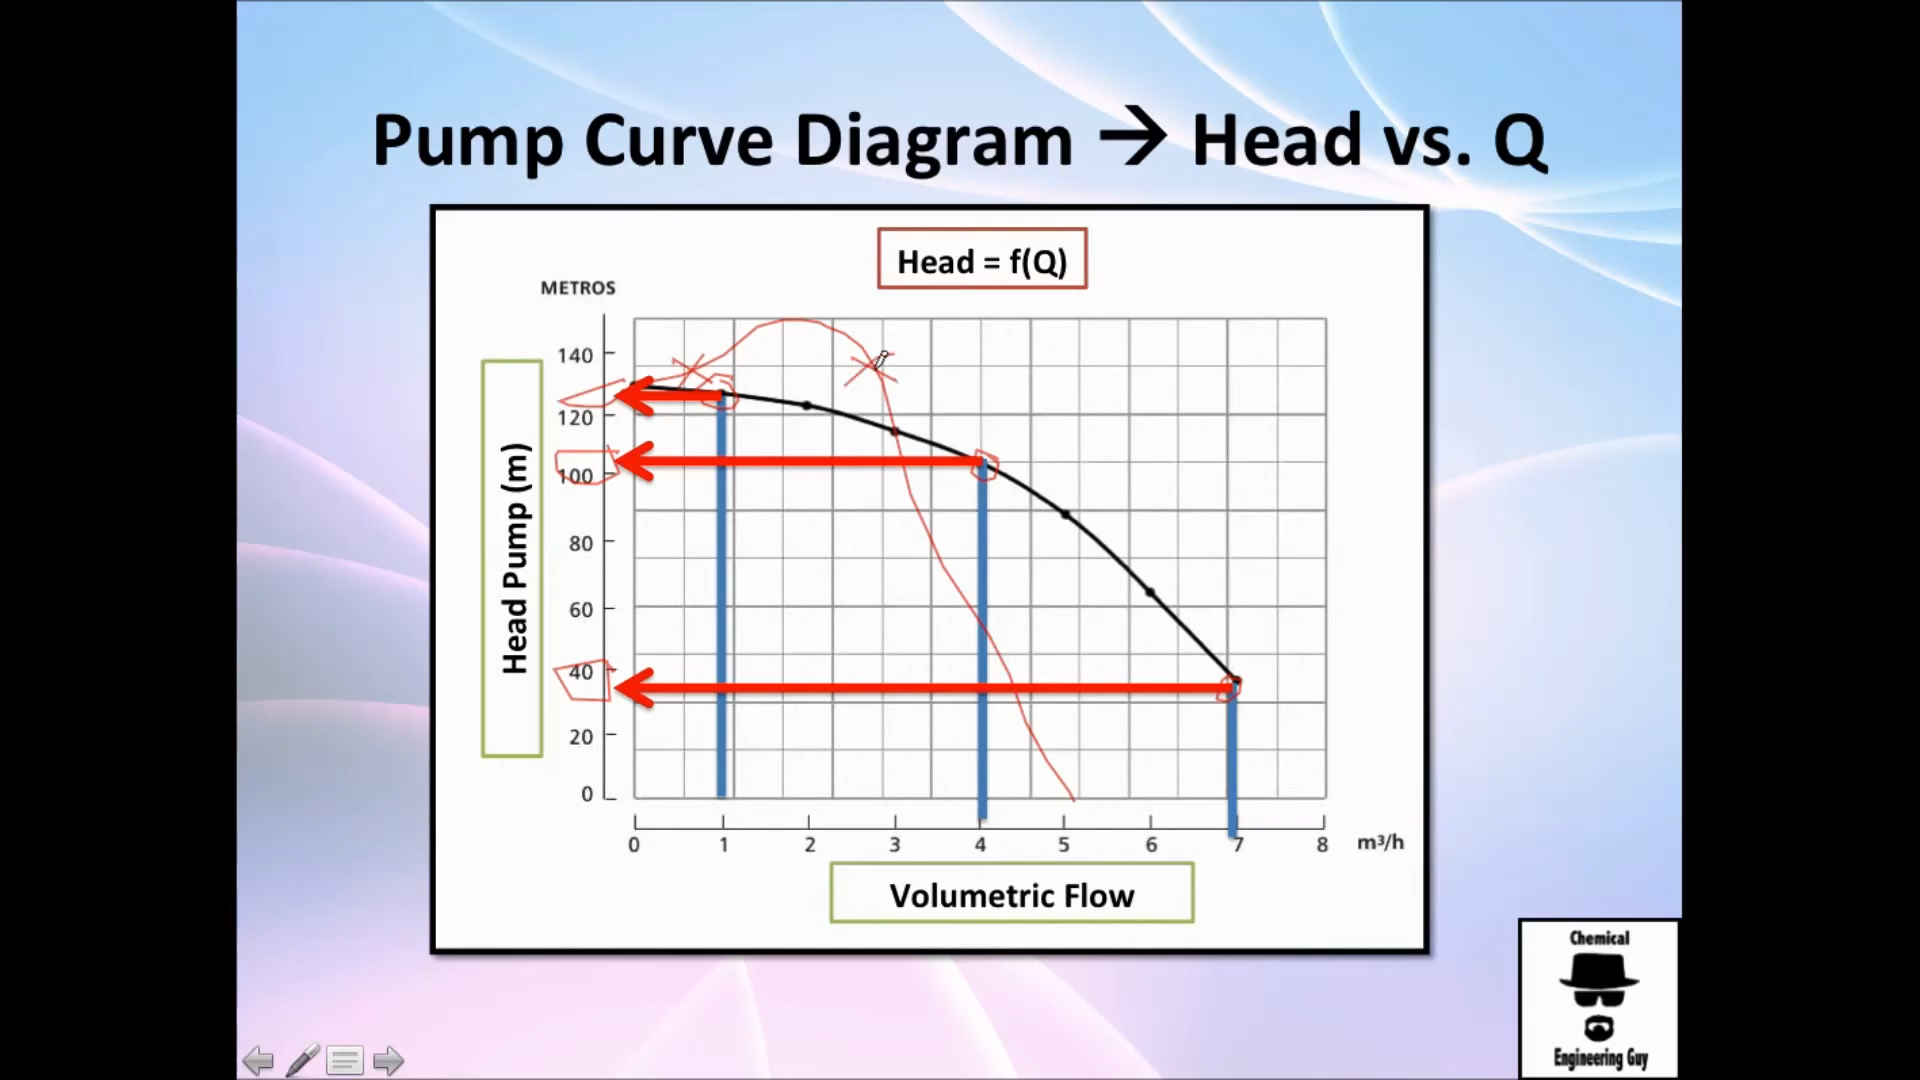 Pump Curve Diagram → Head vs. Q
Head = f(Q)
METROS
140
120
100
80
60
40
20
0
Head Pump (m)
0 1 2 3 4 5 6 7 8 m³/h
Volumetric Flow
Chemical
Engineering Guy